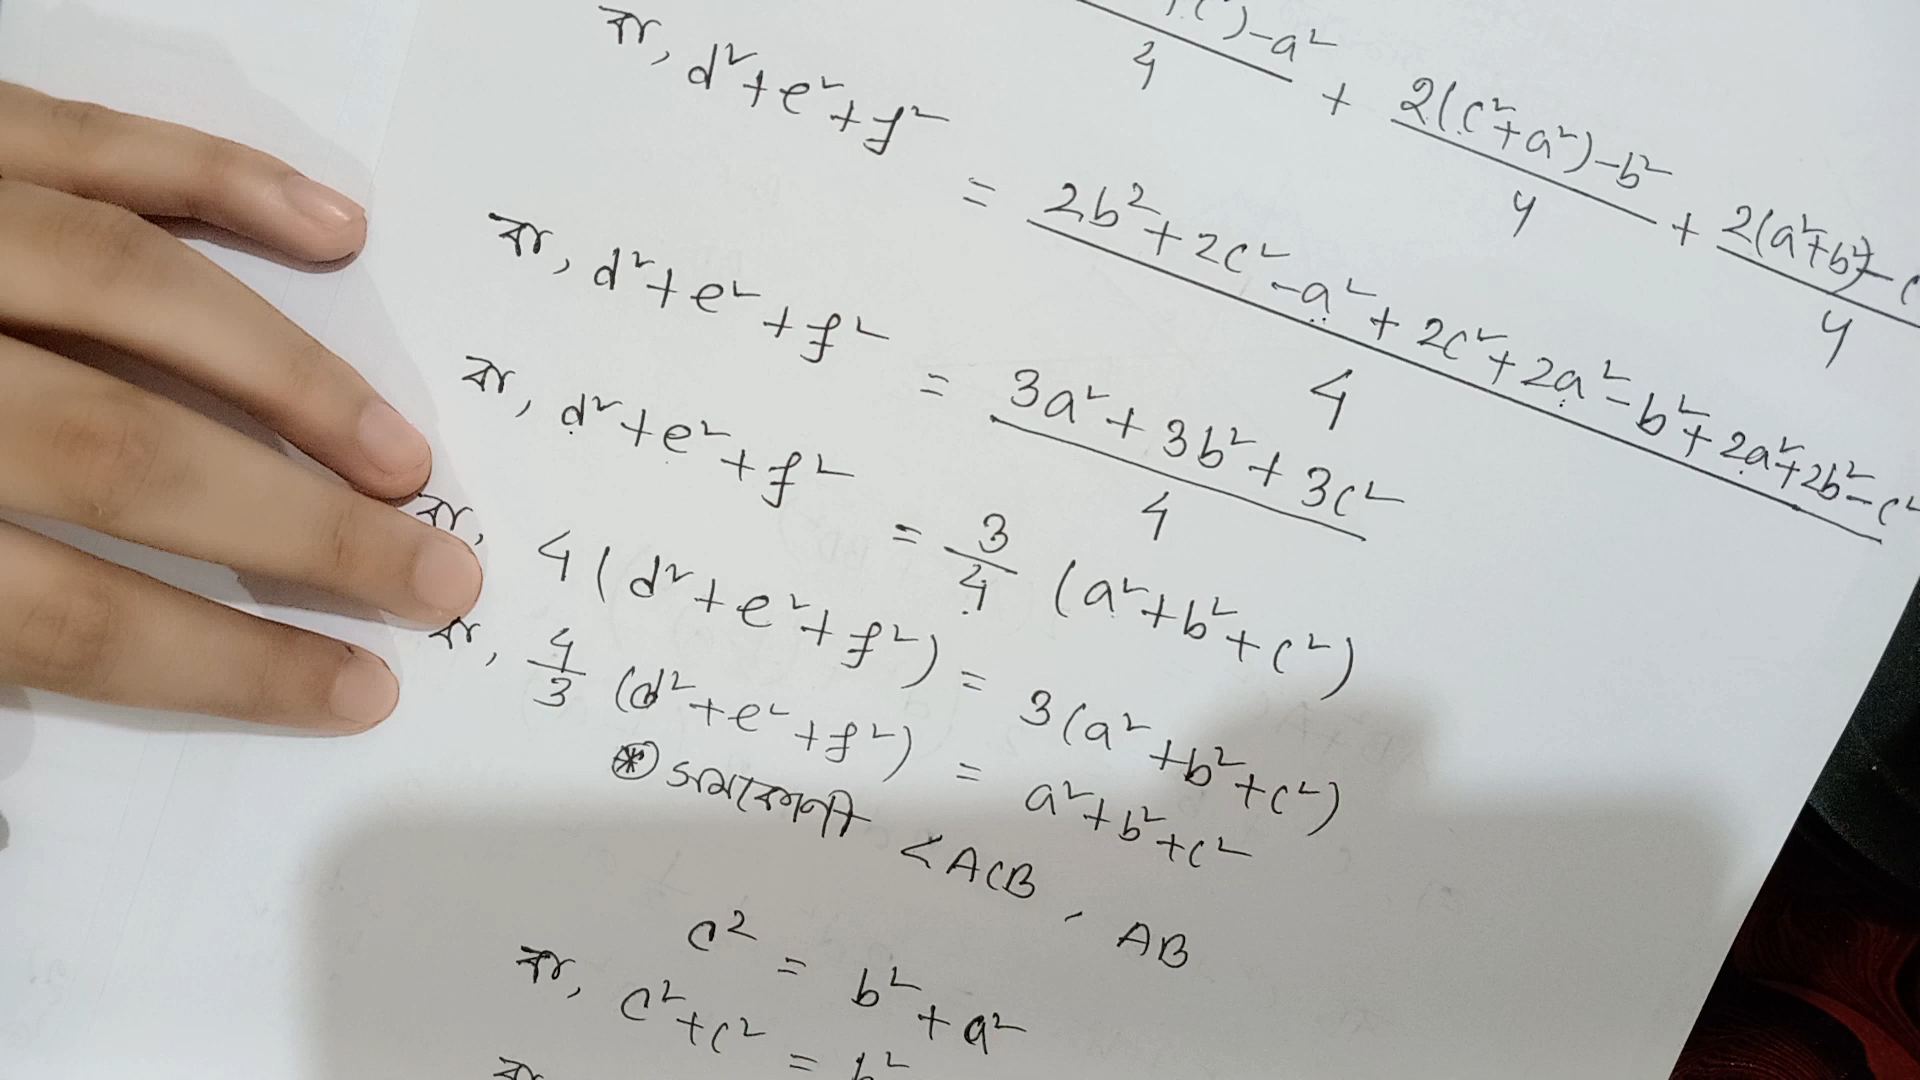 )-a² / 4 + 2(c²+a²)-b² / 4 + 2(a²+b²)-c / 4
বা, d²+e²+f² = 2b²+2c²-a²+2c²+2a²-b²+2a²+2b²-c² / 4
বা, d²+e²+f² = 3a²+3b²+3c² / 4
বা, d²+e²+f² = 3/4 (a²+b²+c²)
বা, 4(d²+e²+f²) = 3(a²+b²+c²)
বা, 4/3 (d²+e²+f²) = a²+b²+c²
⊛ সমকোণী <ACB, AB
c² = b²+a²
বা, c²+c² = b²
বা